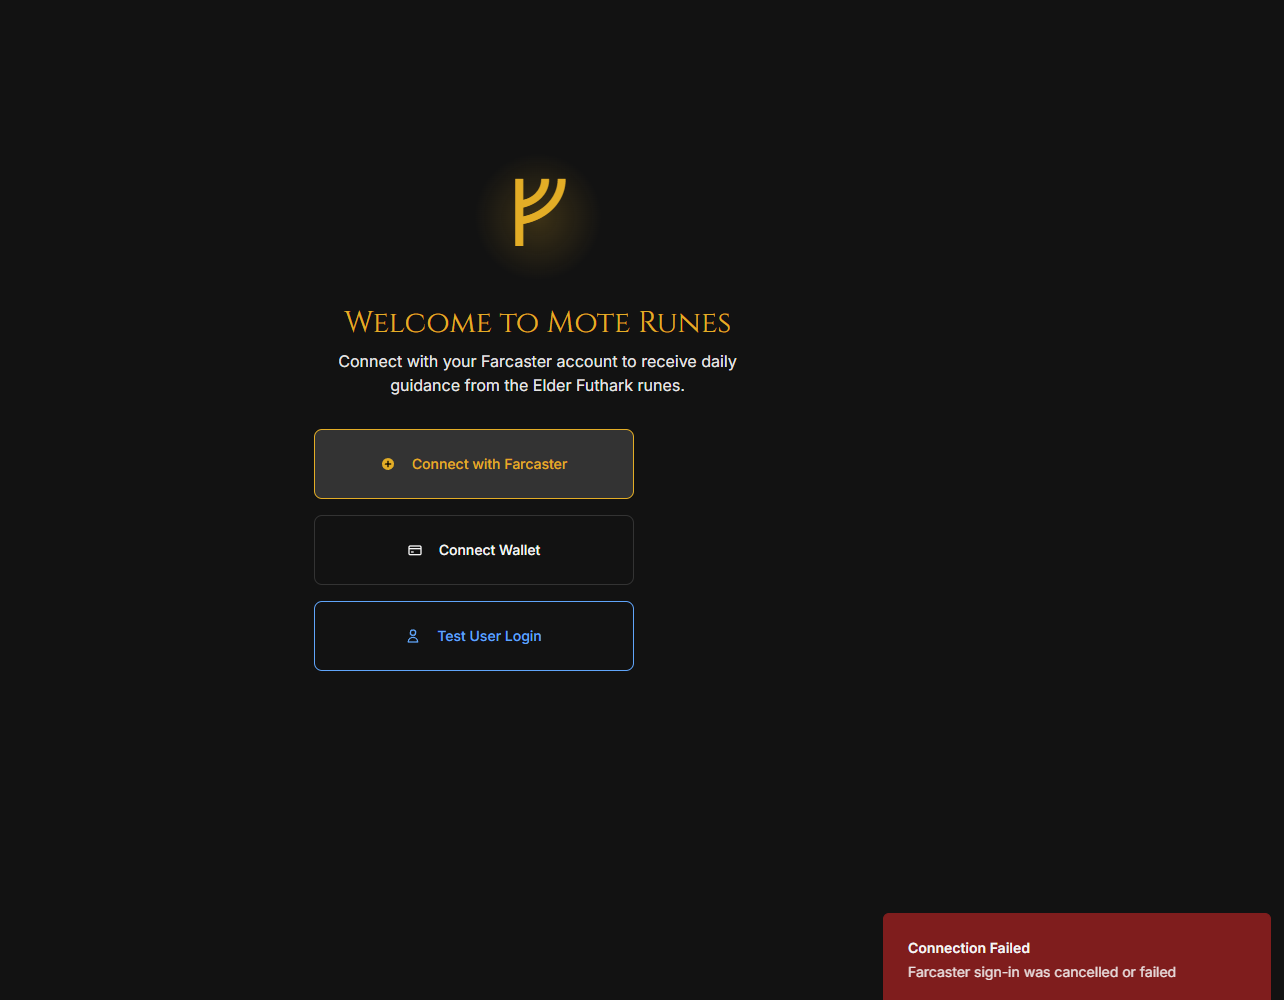 Welcome to Mote Runes
Connect with your Farcaster account to receive daily
guidance from the Elder Futhark runes.
Connect with Farcaster
Connect Wallet
Test User Login
Connection Failed
Farcaster sign-in was cancelled or failed